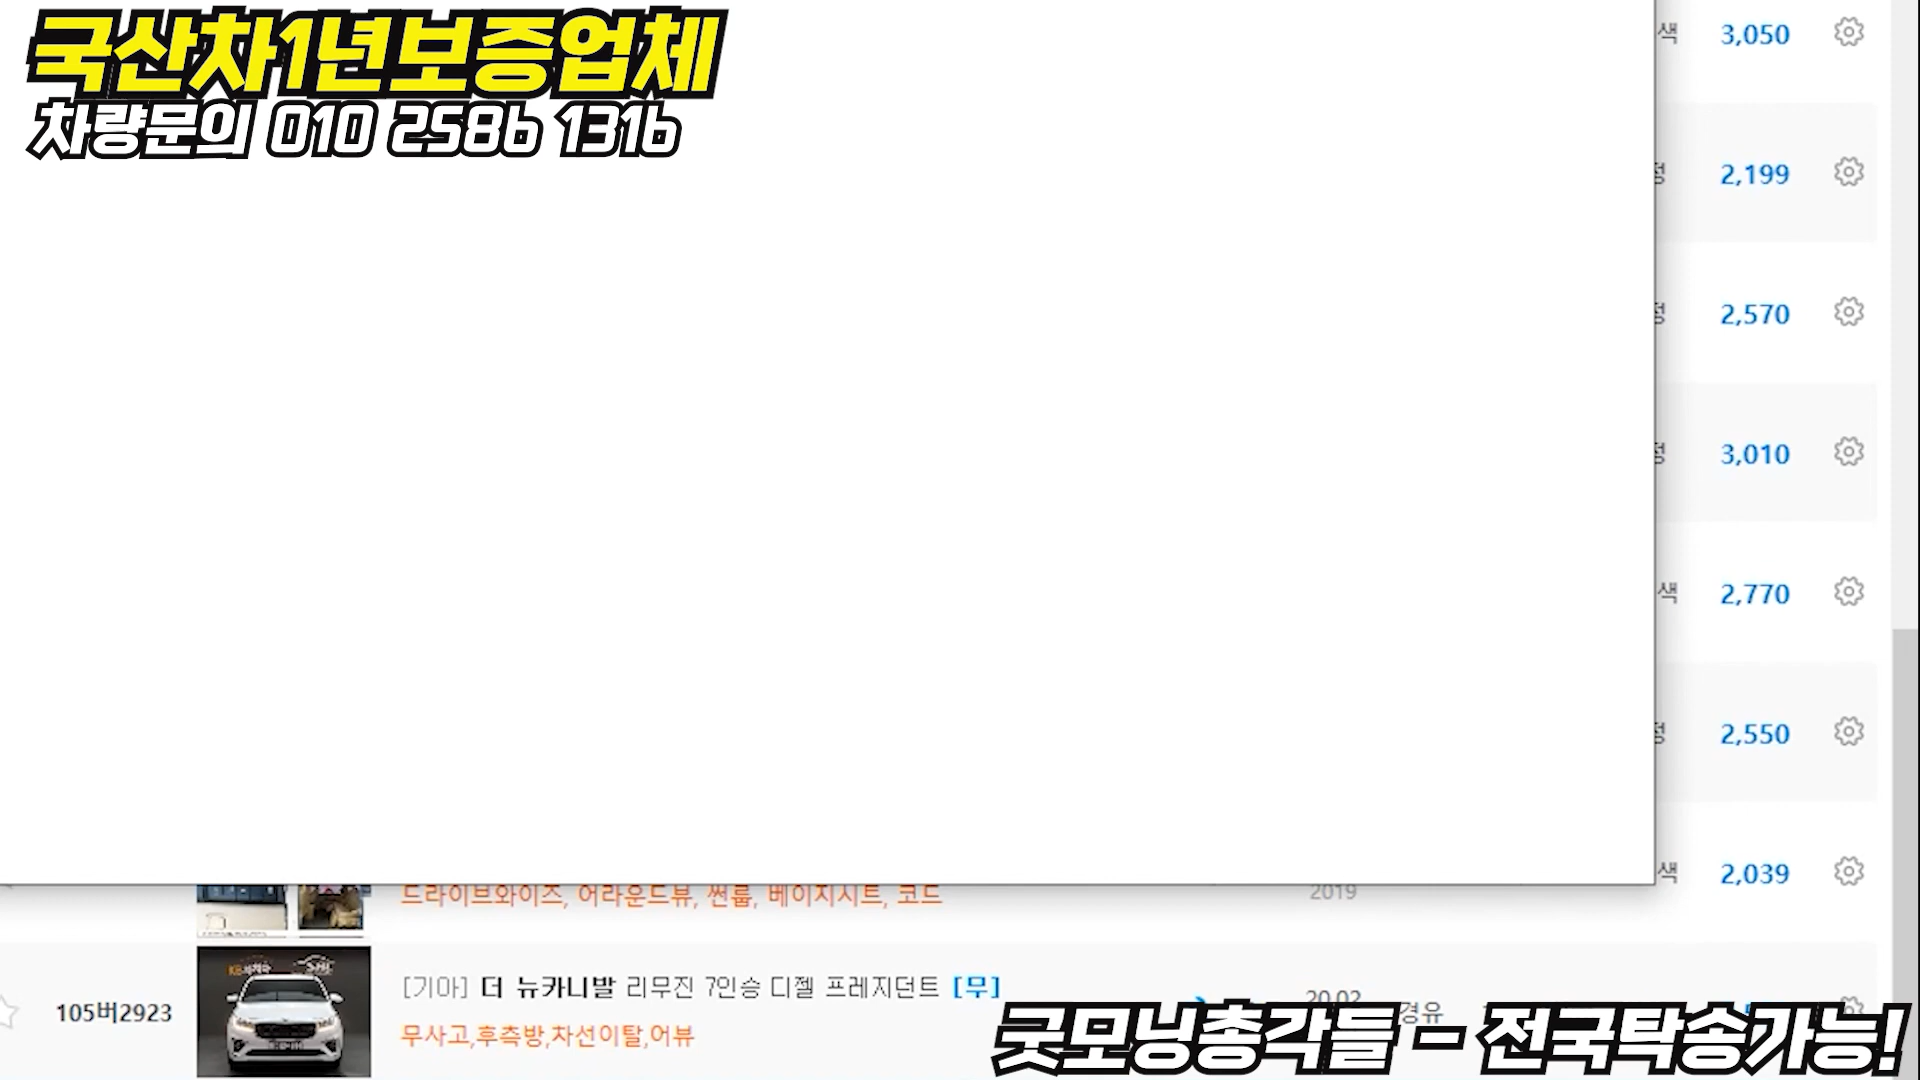 국산차1년보증업체
차량문의 010 2586 1316
색 3,050
정 2,199
정 2,570
정 3,010
색 2,770
정 2,550
색 2,039
드라이브와이즈, 어라운드뷰, 썬룹, 베이지시트, 코드
2019
105버2923
[기아] 더 뉴카니발 리무진 7인승 디젤 프레지던트 [무]
무사고,후측방,차선이탈,어뷰
20.02
경유
굿모닝총각들 - 전국탁송가능!